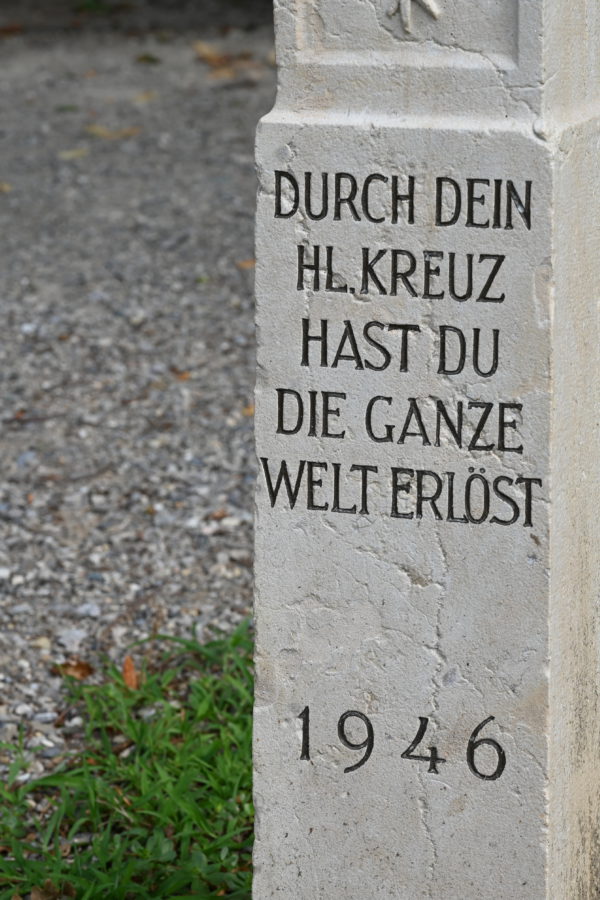 DURCH DEIN
HL. KREUZ
HAST DU
DIE GANZE
WELT ERLÖST
1946